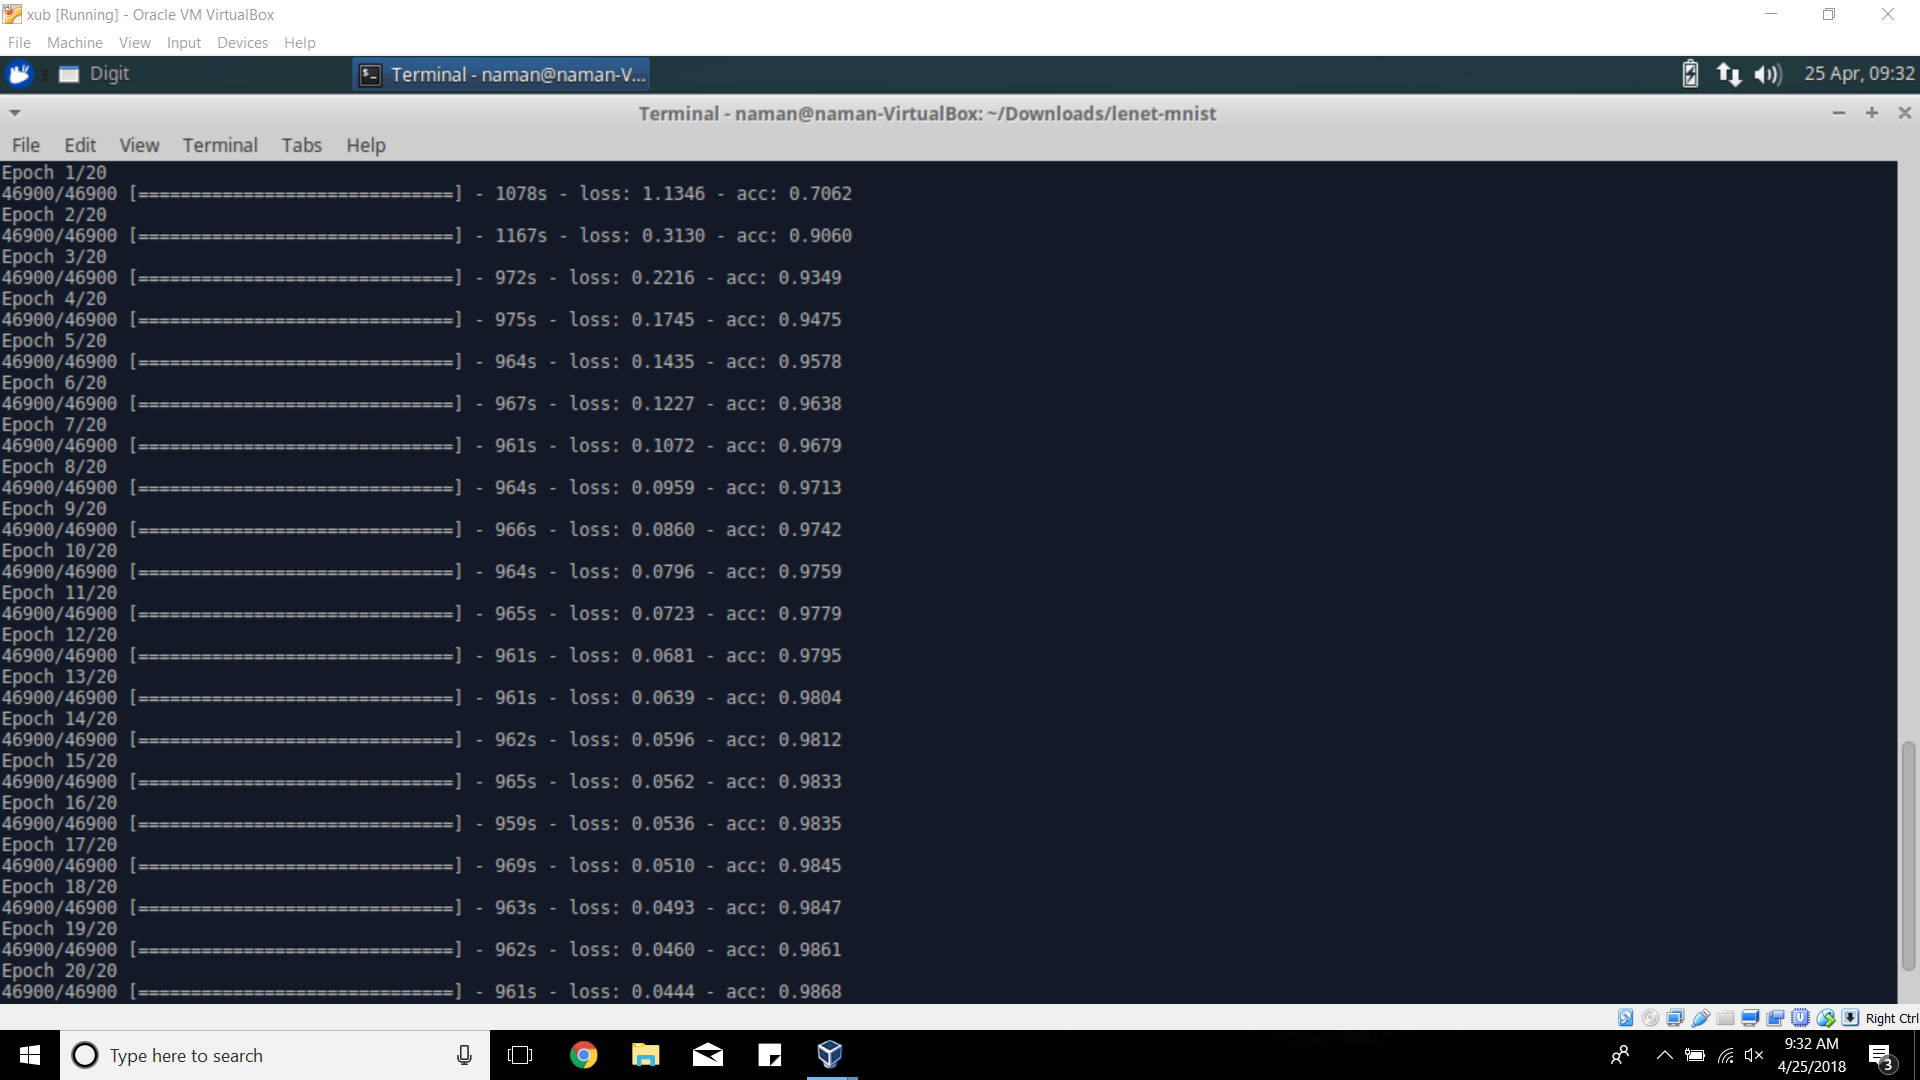 xub [Running] - Oracle VM VirtualBox
File Machine View Input Devices Help
Digit Terminal - naman@naman-V... 25 Apr, 09:32
Terminal - naman@naman-VirtualBox: ~/Downloads/lenet-mnist
File Edit View Terminal Tabs Help
Epoch 1/20
46900/46900 [==============================] - 1078s - loss: 1.1346 - acc: 0.7062
Epoch 2/20
46900/46900 [==============================] - 1167s - loss: 0.3130 - acc: 0.9060
Epoch 3/20
46900/46900 [==============================] - 972s - loss: 0.2216 - acc: 0.9349
Epoch 4/20
46900/46900 [==============================] - 975s - loss: 0.1745 - acc: 0.9475
Epoch 5/20
46900/46900 [==============================] - 964s - loss: 0.1435 - acc: 0.9578
Epoch 6/20
46900/46900 [==============================] - 967s - loss: 0.1227 - acc: 0.9638
Epoch 7/20
46900/46900 [==============================] - 961s - loss: 0.1072 - acc: 0.9679
Epoch 8/20
46900/46900 [==============================] - 964s - loss: 0.0959 - acc: 0.9713
Epoch 9/20
46900/46900 [==============================] - 966s - loss: 0.0860 - acc: 0.9742
Epoch 10/20
46900/46900 [==============================] - 964s - loss: 0.0796 - acc: 0.9759
Epoch 11/20
46900/46900 [==============================] - 965s - loss: 0.0723 - acc: 0.9779
Epoch 12/20
46900/46900 [==============================] - 961s - loss: 0.0681 - acc: 0.9795
Epoch 13/20
46900/46900 [==============================] - 961s - loss: 0.0639 - acc: 0.9804
Epoch 14/20
46900/46900 [==============================] - 962s - loss: 0.0596 - acc: 0.9812
Epoch 15/20
46900/46900 [==============================] - 965s - loss: 0.0562 - acc: 0.9833
Epoch 16/20
46900/46900 [==============================] - 959s - loss: 0.0536 - acc: 0.9835
Epoch 17/20
46900/46900 [==============================] - 969s - loss: 0.0510 - acc: 0.9845
Epoch 18/20
46900/46900 [==============================] - 963s - loss: 0.0493 - acc: 0.9847
Epoch 19/20
46900/46900 [==============================] - 962s - loss: 0.0460 - acc: 0.9861
Epoch 20/20
46900/46900 [==============================] - 961s - loss: 0.0444 - acc: 0.9868
Right Ctrl
Type here to search
9:32 AM
4/25/2018
3